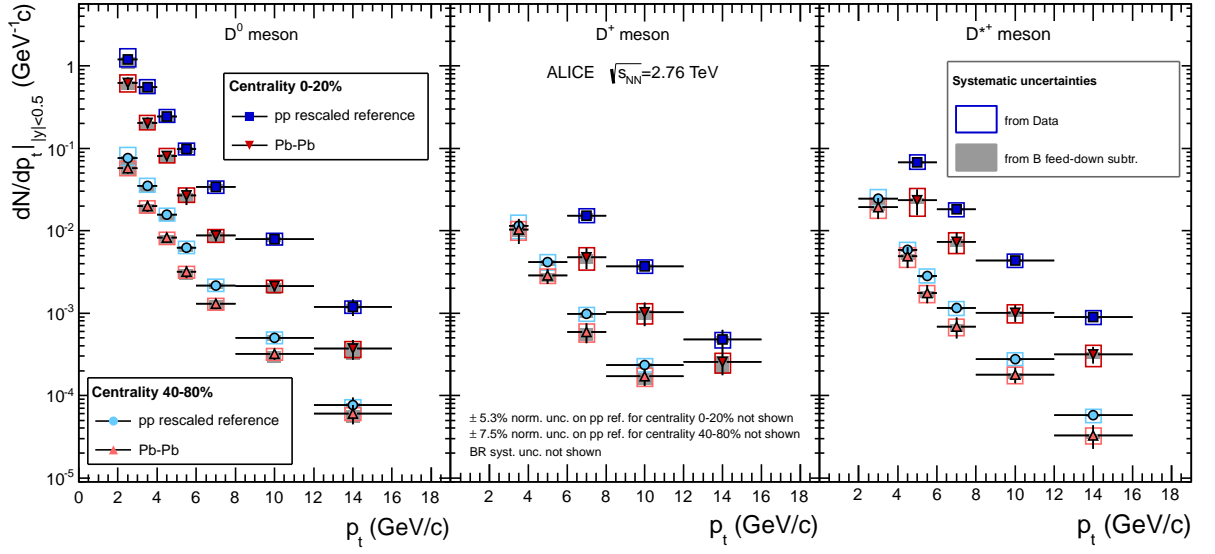 dN/dp_t|_|y|<0.5 (GeV⁻¹c)
1
10⁻¹
10⁻²
10⁻³
10⁻⁴
10⁻⁵
D⁰ meson
Centrality 0-20%
pp rescaled reference
Pb-Pb
Centrality 40-80%
pp rescaled reference
Pb-Pb
0 2 4 6 8 10 12 14 16 18
p_t (GeV/c)
D⁺ meson
ALICE √s_NN=2.76 TeV
± 5.3% norm. unc. on pp ref. for centrality 0-20% not shown
± 7.5% norm. unc. on pp ref. for centrality 40-80% not shown
BR syst. unc. not shown
2 4 6 8 10 12 14 16 18
p_t (GeV/c)
D*⁺ meson
Systematic uncertainties
from Data
from B feed-down subtr.
2 4 6 8 10 12 14 16 18
p_t (GeV/c)